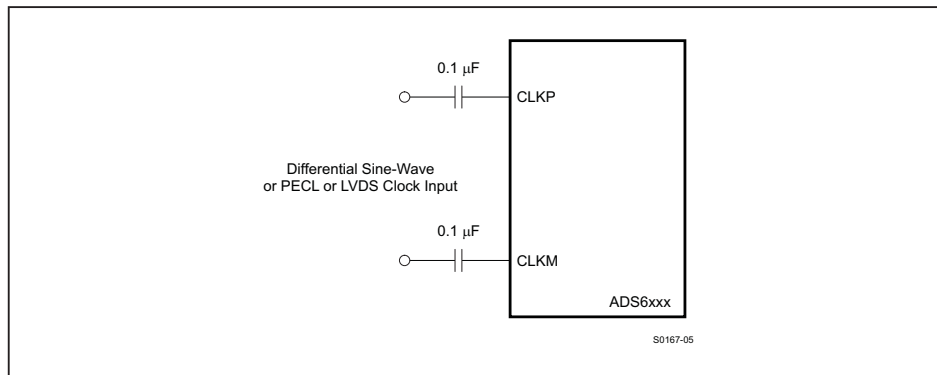 0.1 μF
CLKP
Differential Sine-Wave
or PECL or LVDS Clock Input
0.1 μF
CLKM
ADS6xxx
S0167-05